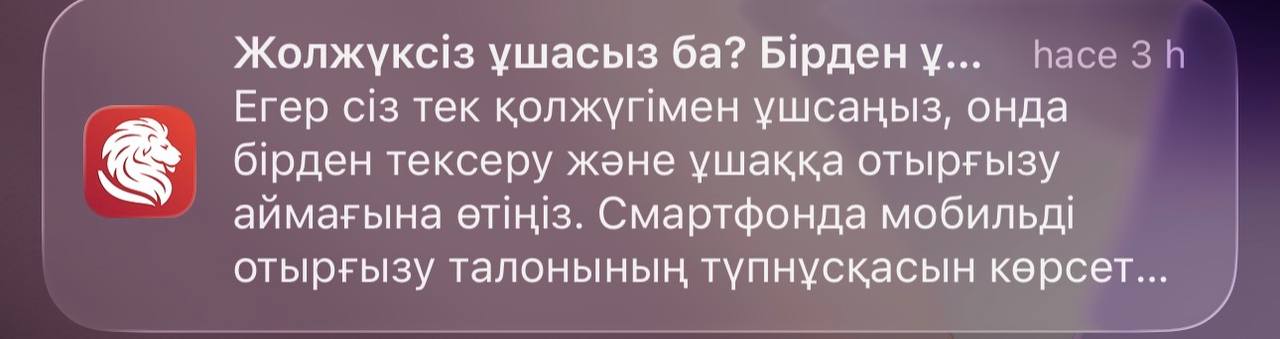 Жолжүксіз ұшасыз ба? Бірден ұ... hace 3 h
Егер сіз тек қолжүгімен ұшсаңыз, онда
бірден тексеру және ұшаққа отырғызу
аймағына өтіңіз. Смартфонда мобильді
отырғызу талонының түпнұсқасын көрсет...